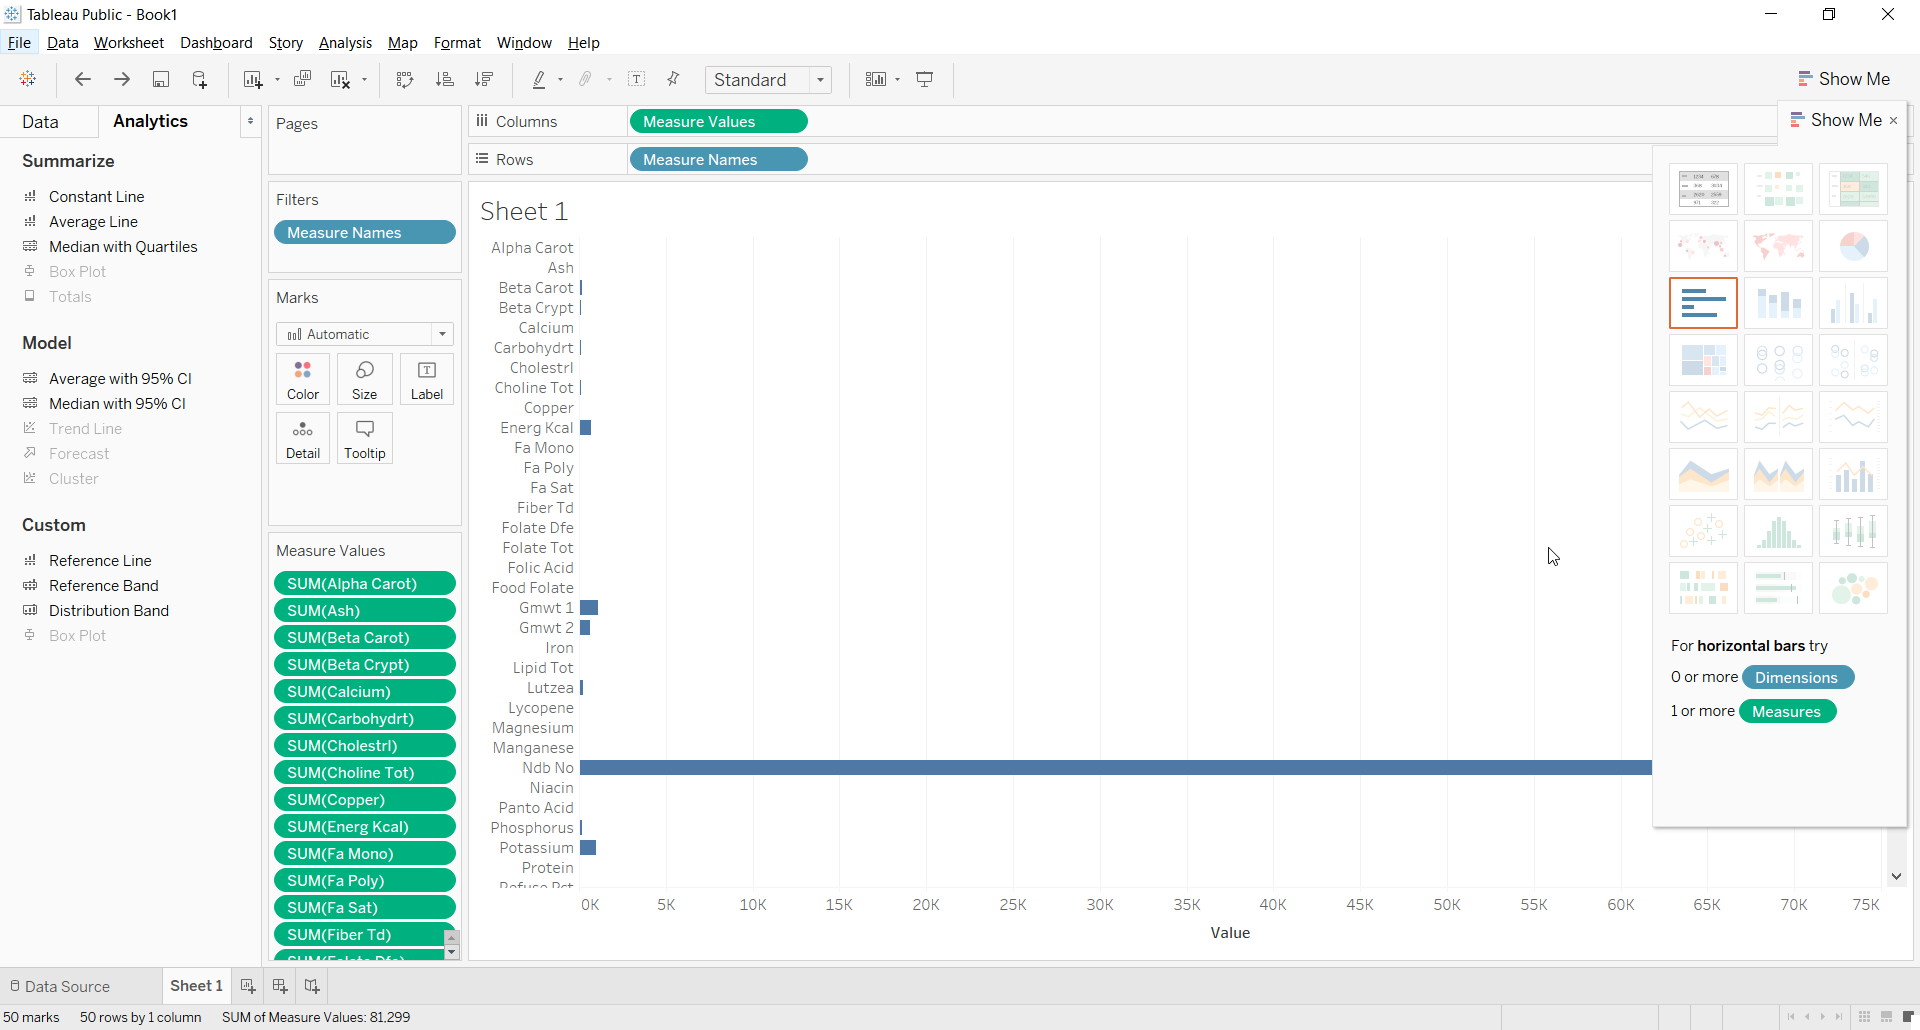 Tableau Public - Book1
File Data Worksheet Dashboard Story Analysis Map Format Window Help
Standard
Show Me
Data Analytics
Summarize
Constant Line
Average Line
Median with Quartiles
Box Plot
Totals
Model
Average with 95% CI
Median with 95% CI
Trend Line
Forecast
Cluster
Custom
Reference Line
Reference Band
Distribution Band
Box Plot
Pages
Filters
Measure Names
Marks
Automatic
Color Size Label
Detail Tooltip
Measure Values
SUM(Alpha Carot)
SUM(Ash)
SUM(Beta Carot)
SUM(Beta Crypt)
SUM(Calcium)
SUM(Carbohydrt)
SUM(Cholestrl)
SUM(Choline Tot)
SUM(Copper)
SUM(Energ Kcal)
SUM(Fa Mono)
SUM(Fa Poly)
SUM(Fa Sat)
SUM(Fiber Td)
SUM(Folate Dfe)
Columns Measure Values
Rows Measure Names
Sheet 1
Alpha Carot
Ash
Beta Carot
Beta Crypt
Calcium
Carbohydrt
Cholestrl
Choline Tot
Copper
Energ Kcal
Fa Mono
Fa Poly
Fa Sat
Fiber Td
Folate Dfe
Folate Tot
Folic Acid
Food Folate
Gmwt 1
Gmwt 2
Iron
Lipid Tot
Lutzea
Lycopene
Magnesium
Manganese
Ndb No
Niacin
Panto Acid
Phosphorus
Potassium
Protein
Refuse Pct
0K 5K 10K 15K 20K 25K 30K 35K 40K 45K 50K 55K 60K 65K 70K 75K
Value
Show Me
For horizontal bars try
0 or more Dimensions
1 or more Measures
Data Source Sheet 1
50 marks 50 rows by 1 column SUM of Measure Values: 81,299